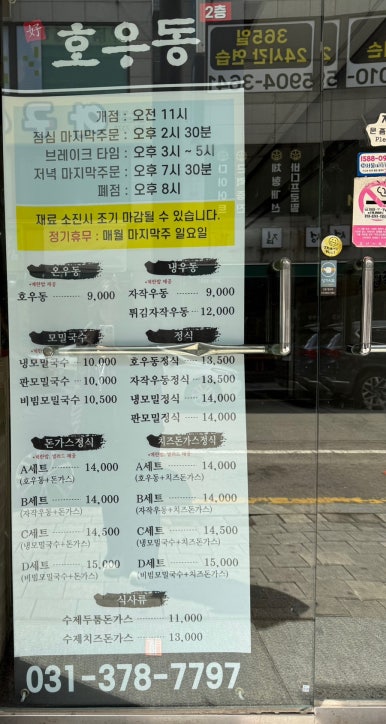 2층
好
호우동
365일
24시간 연습
개점 : 오전 11시
점심 마지막주문 : 오후 2시 30분
브레이크 타임 : 오후 3시 ~ 5시
저녁 마지막주문 : 오후 7시 30분
폐점 : 오후 8시
재료 소진시 조기 마감될 수 있습니다.
정기휴무 : 매월 마지막주 일요일
온우동
호우동 9,000
냉우동
자작우동 9,000
튀김자작우동 12,000
모밀국수
냉모밀국수 10,000
판모밀국수 10,000
비빔모밀국수 10,500
정식
호우동정식 13,500
자작우동정식 13,500
냉모밀정식 14,000
판모밀정식 14,000
돈가스정식
A세트 14,000
(호우동+돈가스)
B세트 14,000
(자작우동+돈가스)
C세트 14,500
(냉모밀국수+돈가스)
D세트 15,000
(비빔모밀국수+돈가스)
치즈돈가스정식
A세트 14,000
(호우동+치즈돈가스)
B세트 14,000
(자작우동+치즈돈가스)
C세트 14,500
(냉모밀국수+치즈돈가스)
D세트 15,000
(비빔모밀국수+치즈돈가스)
식사류
수제두툼돈가스 11,000
수제치즈돈가스 13,000
031-378-7797